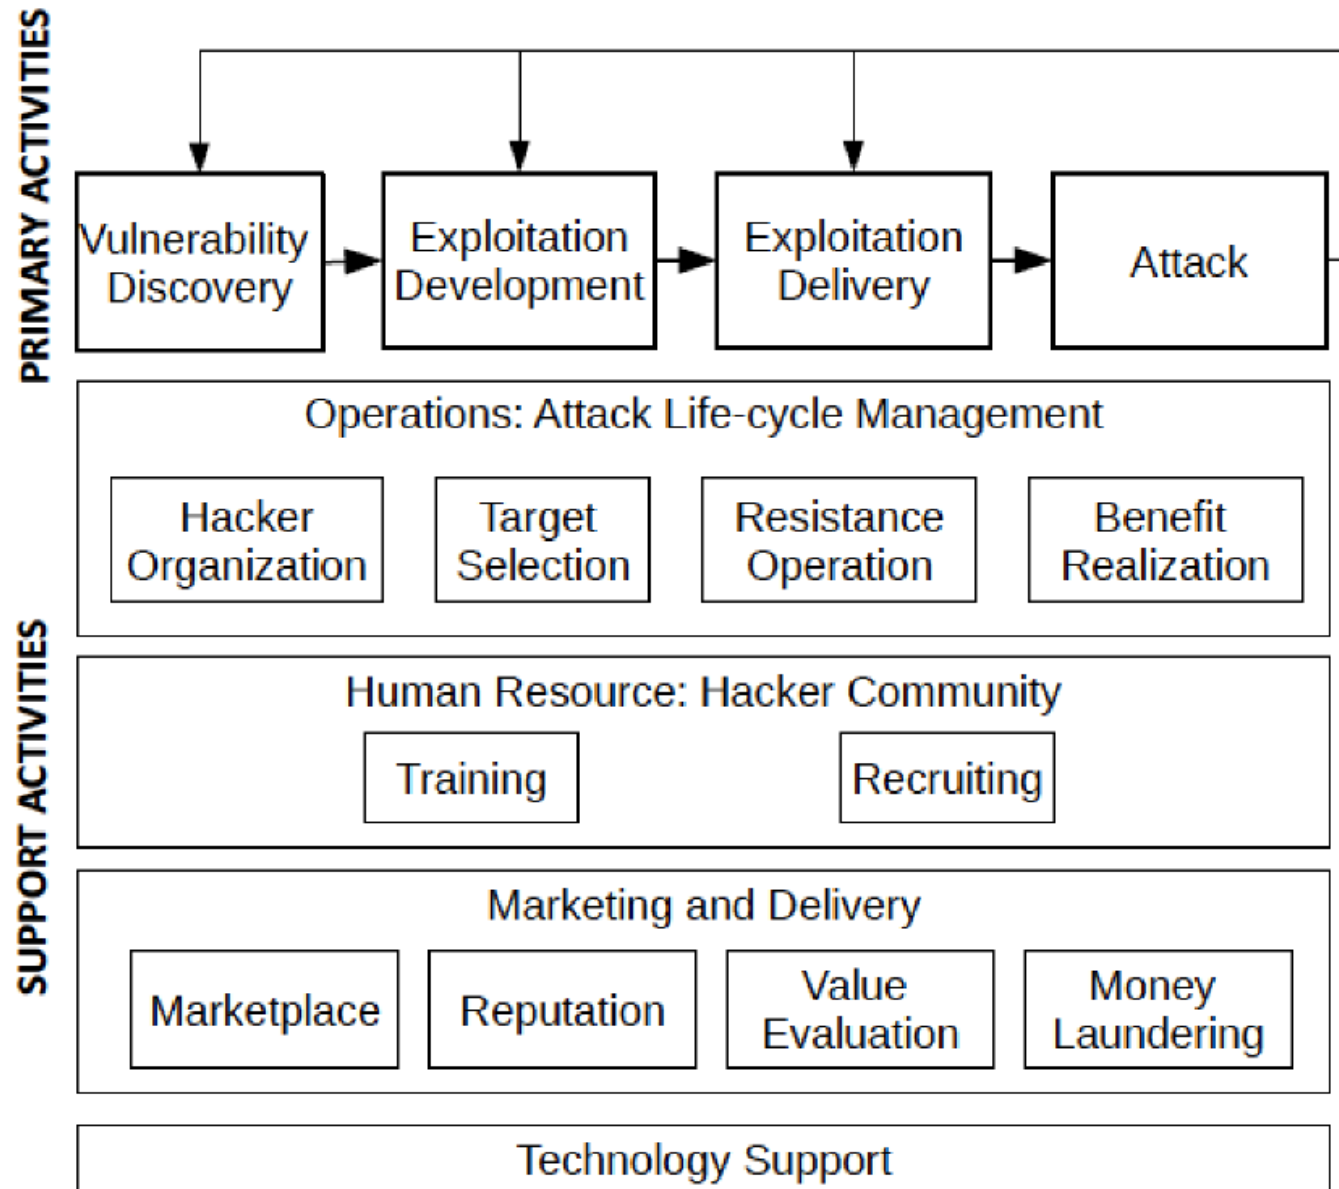 PRIMARY ACTIVITIES
Vulnerability
Discovery
Exploitation
Development
Exploitation
Delivery
Attack
SUPPORT ACTIVITIES
Operations: Attack Life-cycle Management
Hacker
Organization
Target
Selection
Resistance
Operation
Benefit
Realization
Human Resource: Hacker Community
Training
Recruiting
Marketing and Delivery
Marketplace
Reputation
Value
Evaluation
Money
Laundering
Technology Support